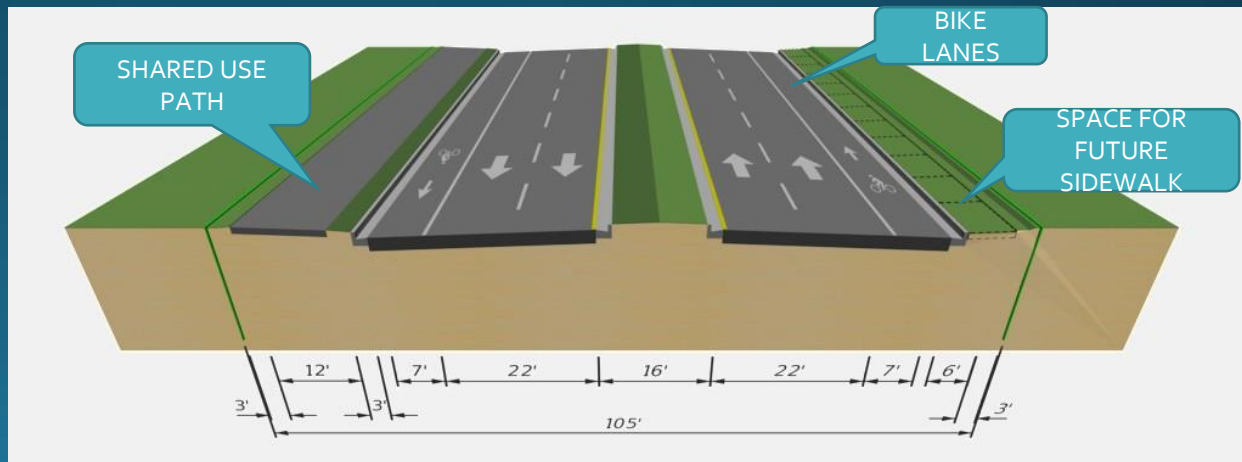 BIKE
LANES
SHARED USE
PATH
SPACE FOR
FUTURE
SIDEWALK
12' 7' 22' 16' 22' 7' 6'
3' 3' 3'
105'